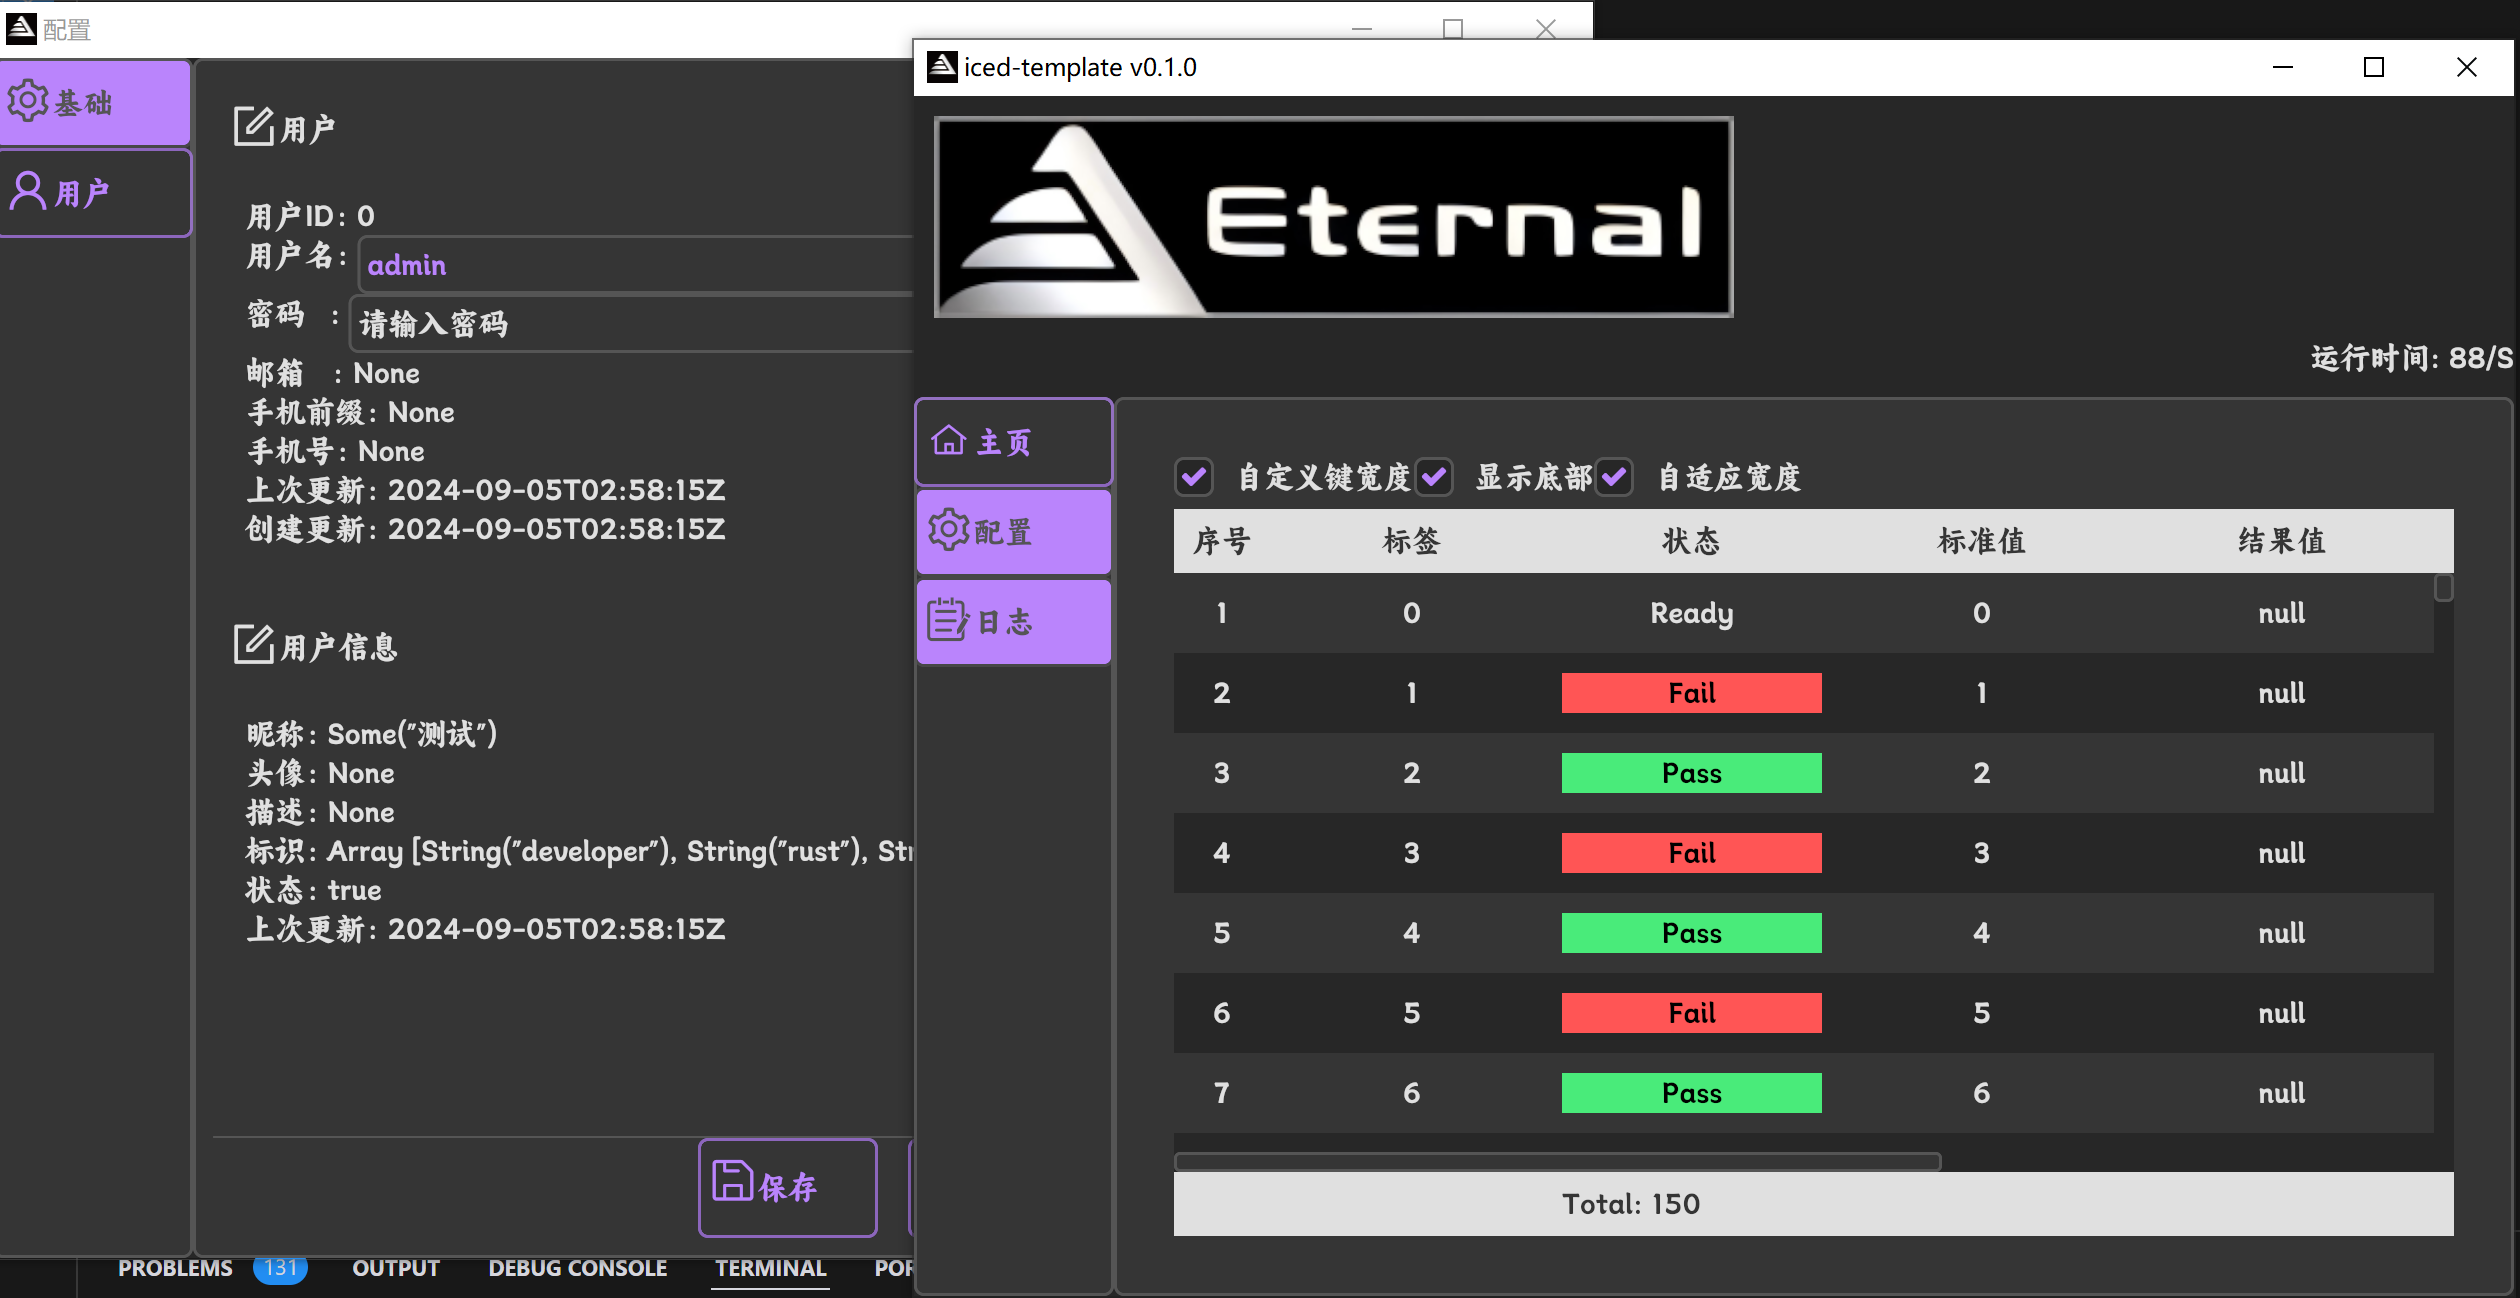 配置
基础
用户
用户
用户ID: 0
用户名: admin
密码 : 请输入密码
邮箱 : None
手机前缀: None
手机号: None
上次更新: 2024-09-05T02:58:15Z
创建更新: 2024-09-05T02:58:15Z
用户信息
昵称: Some("测试")
头像: None
描述: None
标识: Array [String("developer"), String("rust"), Str
状态: true
上次更新: 2024-09-05T02:58:15Z
保存
PROBLEMS 131 OUTPUT DEBUG CONSOLE TERMINAL POR
iced-template v0.1.0
Eternal
运行时间: 88/S
主页
配置
日志
自定义键宽度 显示底部 自适应宽度
序号 标签 状态 标准值 结果值
1 0 Ready 0 null
2 1 Fail 1 null
3 2 Pass 2 null
4 3 Fail 3 null
5 4 Pass 4 null
6 5 Fail 5 null
7 6 Pass 6 null
Total: 150